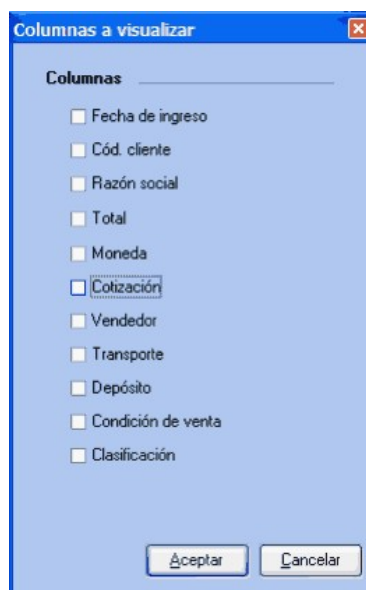 Columnas a visualizar
Columnas
Fecha de ingreso
Cód. cliente
Razón social
Total
Moneda
Cotización
Vendedor
Transporte
Depósito
Condición de venta
Clasificación
Aceptar Cancelar